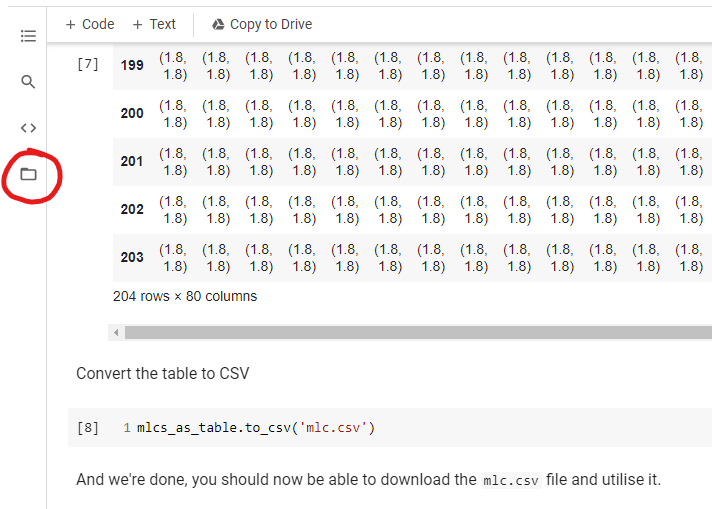 + Code + Text Copy to Drive
[7] 199 (1.8, (1.8, (1.8, (1.8, (1.8, (1.8, (1.8, (1.8, (1.8, (1.8, (1.8, (1.8, (1.8,
1.8) 1.8) 1.8) 1.8) 1.8) 1.8) 1.8) 1.8) 1.8) 1.8) 1.8) 1.8) 1.8)
200 (1.8, (1.8, (1.8, (1.8, (1.8, (1.8, (1.8, (1.8, (1.8, (1.8, (1.8, (1.8, (1.8,
1.8) 1.8) 1.8) 1.8) 1.8) 1.8) 1.8) 1.8) 1.8) 1.8) 1.8) 1.8) 1.8)
201 (1.8, (1.8, (1.8, (1.8, (1.8, (1.8, (1.8, (1.8, (1.8, (1.8, (1.8, (1.8, (1.8,
1.8) 1.8) 1.8) 1.8) 1.8) 1.8) 1.8) 1.8) 1.8) 1.8) 1.8) 1.8) 1.8)
202 (1.8, (1.8, (1.8, (1.8, (1.8, (1.8, (1.8, (1.8, (1.8, (1.8, (1.8, (1.8, (1.8,
1.8) 1.8) 1.8) 1.8) 1.8) 1.8) 1.8) 1.8) 1.8) 1.8) 1.8) 1.8) 1.8)
203 (1.8, (1.8, (1.8, (1.8, (1.8, (1.8, (1.8, (1.8, (1.8, (1.8, (1.8, (1.8, (1.8,
1.8) 1.8) 1.8) 1.8) 1.8) 1.8) 1.8) 1.8) 1.8) 1.8) 1.8) 1.8) 1.8)
204 rows × 80 columns
Convert the table to CSV
[8] 1 mlcs_as_table.to_csv('mlc.csv')
And we're done, you should now be able to download the mlc.csv file and utilise it.